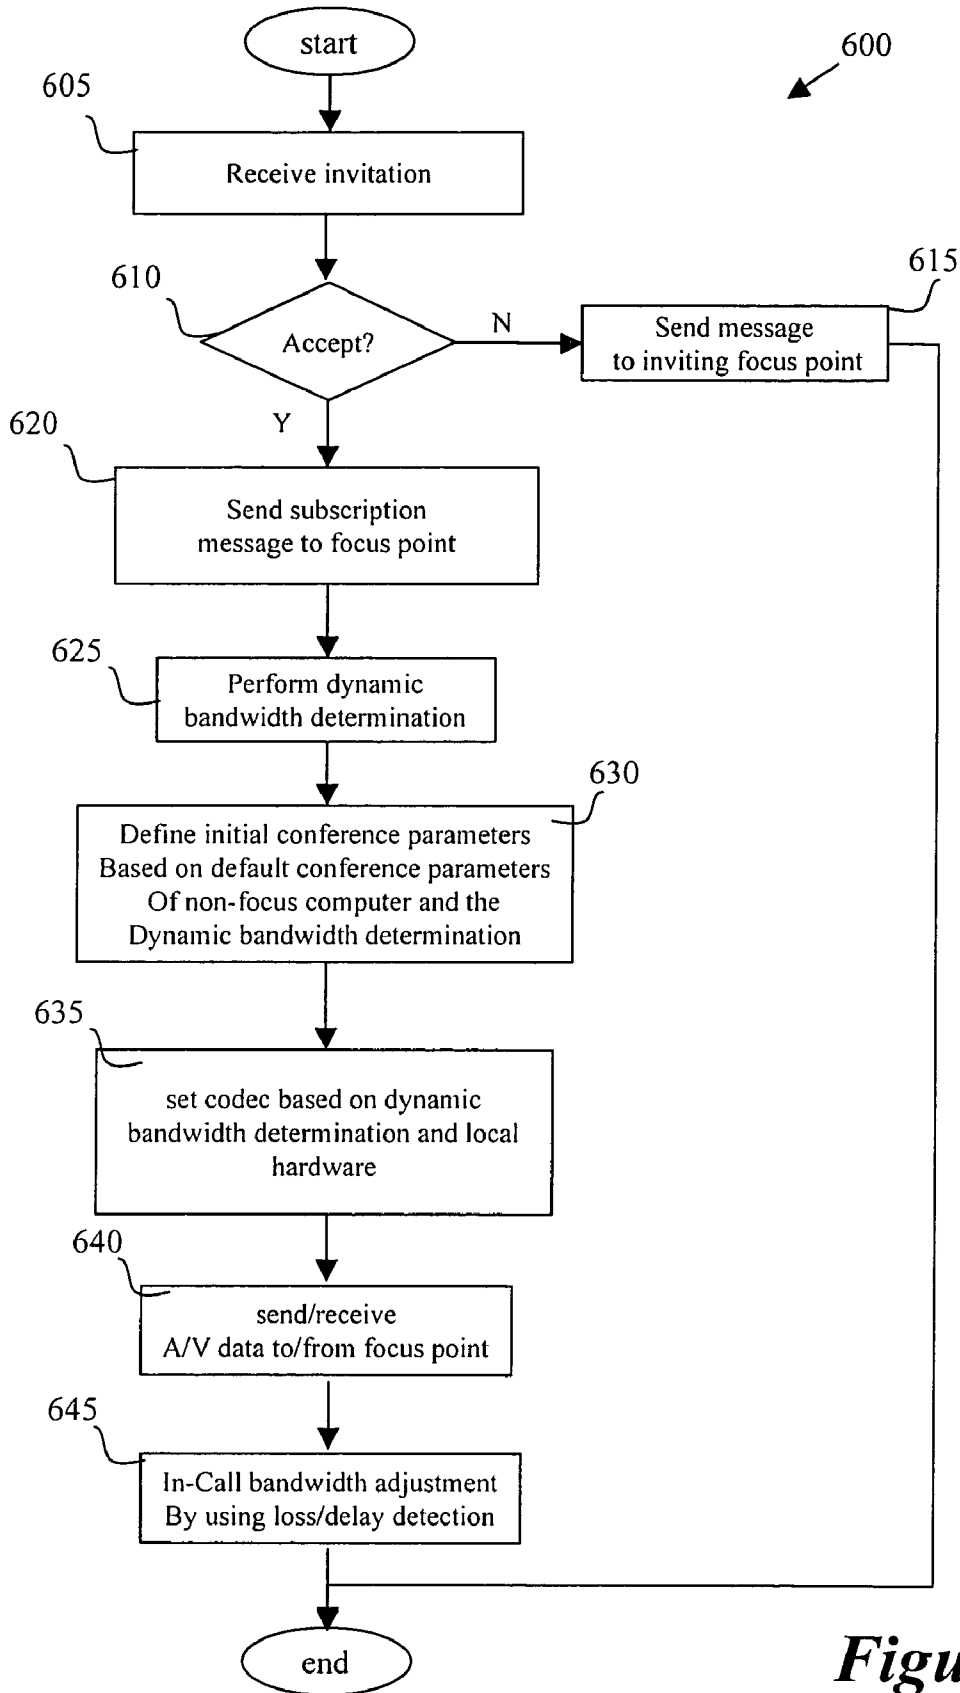 start
600
605
Receive invitation
610
Accept?
N
615
Send message
to inviting focus point
Y
620
Send subscription
message to focus point
625
Perform dynamic
bandwidth determination
630
Define initial conference parameters
Based on default conference parameters
Of non-focus computer and the
Dynamic bandwidth determination
635
set codec based on dynamic
bandwidth determination and local
hardware
640
send/receive
A/V data to/from focus point
645
In-Call bandwidth adjustment
By using loss/delay detection
end
Figu